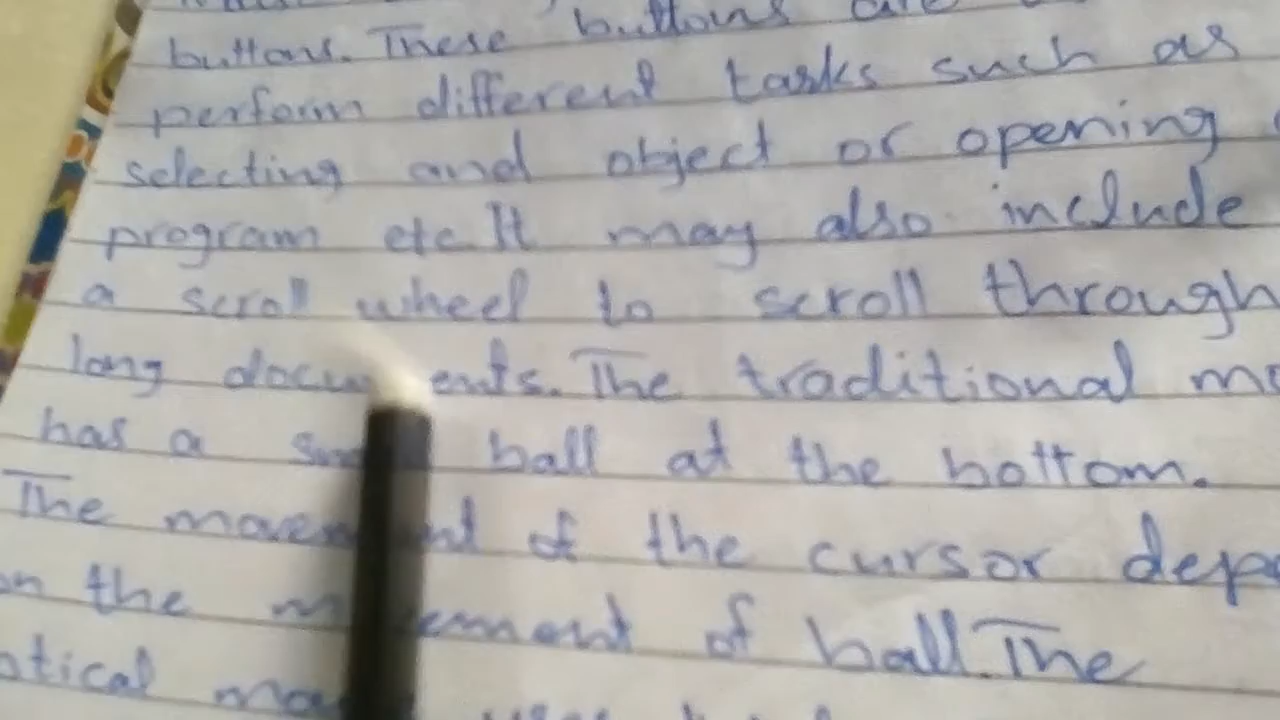 buttons. These buttons are
perform different tasks such as
selecting and object or opening
program etc It may also include
a scroll wheel to scroll through
long documents. The traditional
has a ball at the bottom.
The of the cursor
on the of ball. The